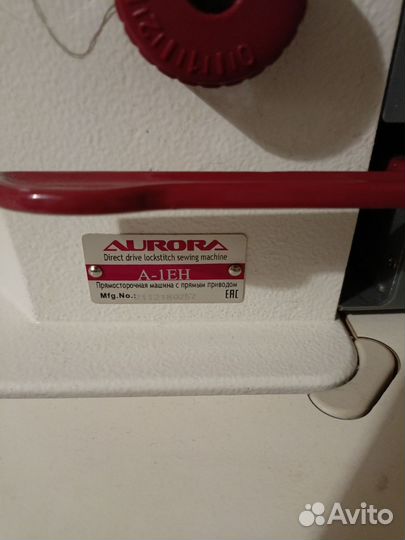 AURORA
Direct drive lockstitch sewing machine
A-1EH
Прямострочная машина с прямым приводом
Mfg.No.:
EAC
Avito